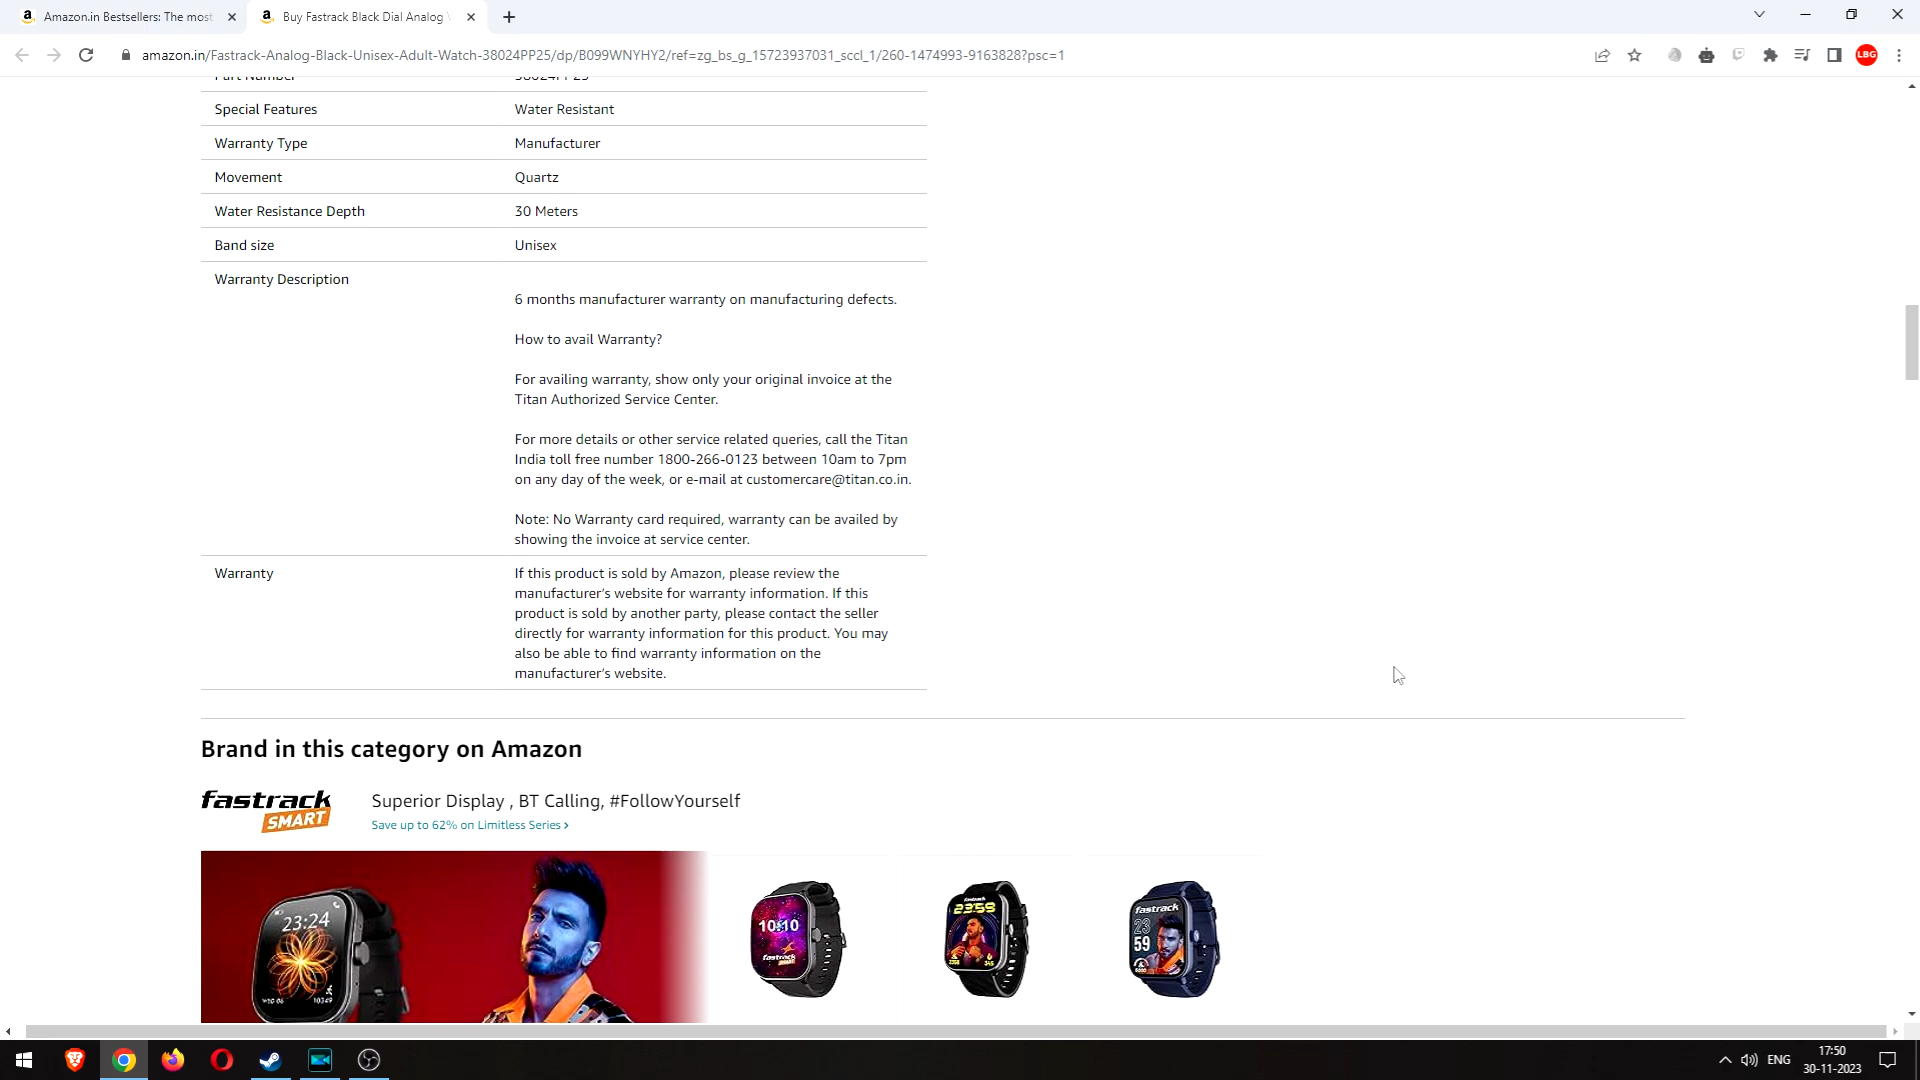 Amazon.in Bestsellers: The most
Buy Fastrack Black Dial Analog
amazon.in/Fastrack-Analog-Black-Unisex-Adult-Watch-38024PP25/dp/B099WNYHY2/ref=zg_bs_g_15723937031_sccl_1/260-1474993-9163828?psc=1
LBG
Part Number 38024PP25
Special Features Water Resistant
Warranty Type Manufacturer
Movement Quartz
Water Resistance Depth 30 Meters
Band size Unisex
Warranty Description
6 months manufacturer warranty on manufacturing defects.
How to avail Warranty?
For availing warranty, show only your original invoice at the
Titan Authorized Service Center.
For more details or other service related queries, call the Titan
India toll free number 1800-266-0123 between 10am to 7pm
on any day of the week, or e-mail at customercare@titan.co.in.
Note: No Warranty card required, warranty can be availed by
showing the invoice at service center.
Warranty If this product is sold by Amazon, please review the
manufacturer's website for warranty information. If this
product is sold by another party, please contact the seller
directly for warranty information for this product. You may
also be able to find warranty information on the
manufacturer's website.
Brand in this category on Amazon
fastrack
SMART
Superior Display , BT Calling, #FollowYourself
Save up to 62% on Limitless Series ›
23:24
10349
10:10
fastrack
SMART
fastrack
23:59
fastrack
23
59
ENG
17:50
30-11-2023